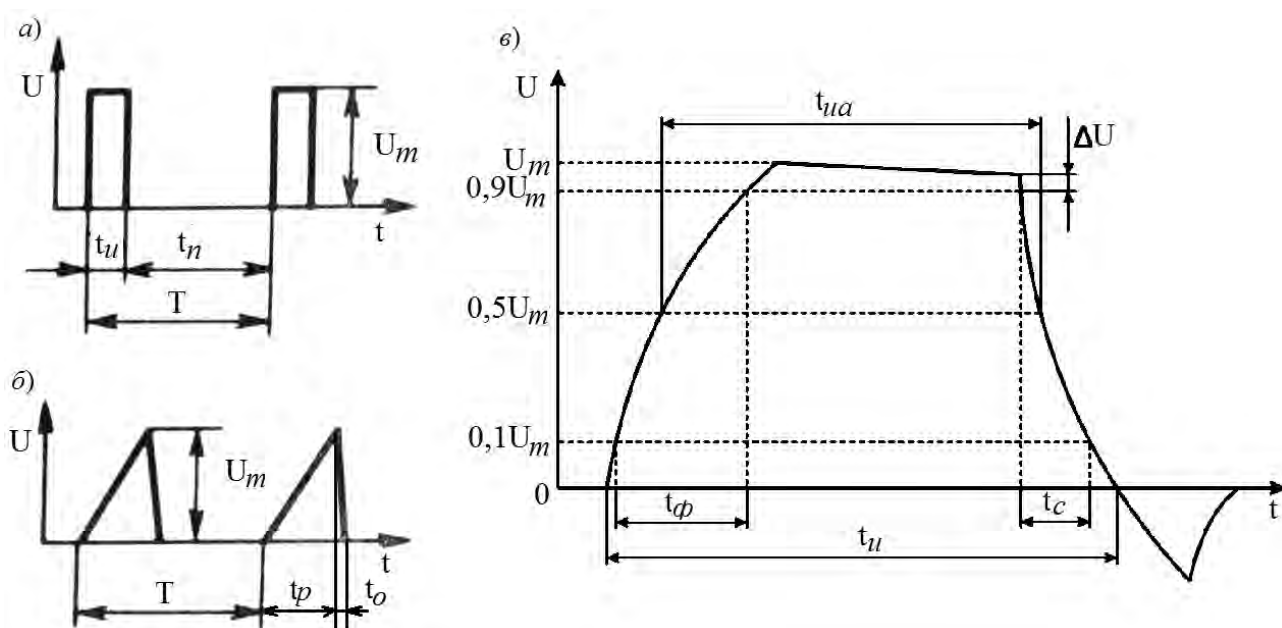 а)
U
U_m
t
t_и
t_п
T
б)
U
U_m
t
T
t_р
t_о
в)
U
t_иа
ΔU
U_m
0,9U_m
0,5U_m
0,1U_m
0
t_ф
t_с
t
t_и